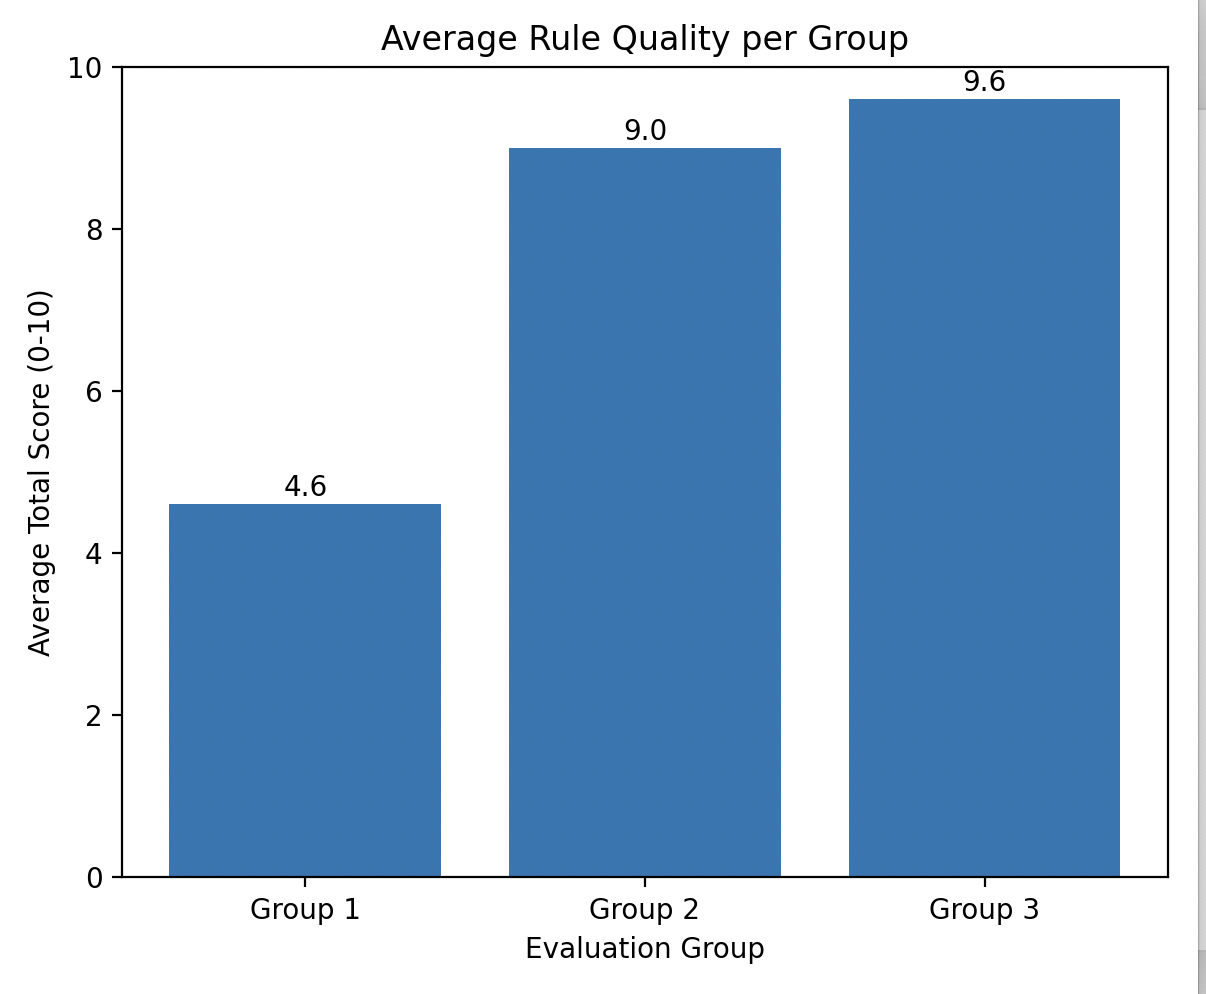 Average Rule Quality per Group
10
8
6
4
2
0
Average Total Score (0-10)
4.6
9.0
9.6
Group 1
Group 2
Group 3
Evaluation Group